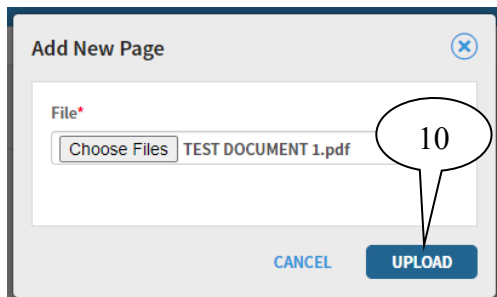 Add New Page
File*
Choose Files TEST DOCUMENT 1.pdf
10
CANCEL UPLOAD